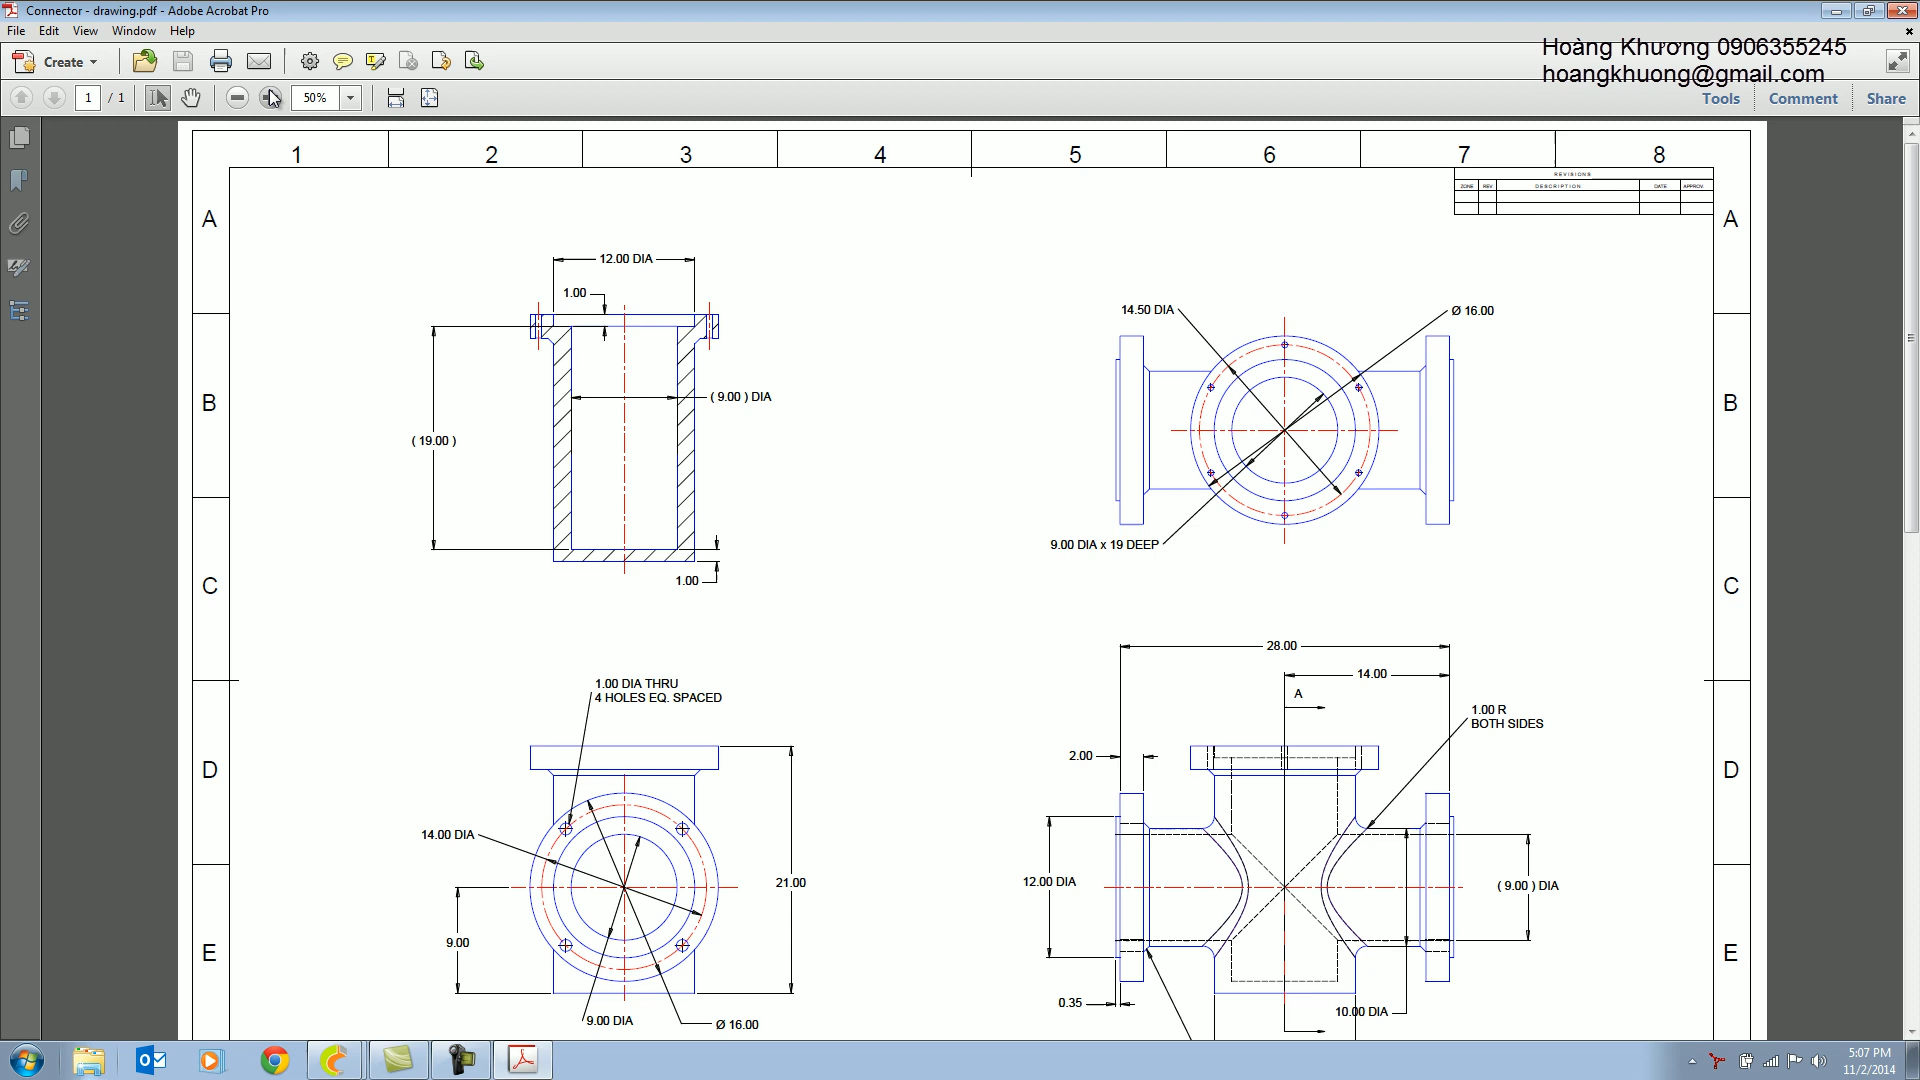 Connector - drawing.pdf - Adobe Acrobat Pro
File Edit View Window Help
Hoàng Khương 0906355245
hoangkhuong@gmail.com
Create
1 / 1
50%
Tools Comment Share
1 2 3 4 5 6 7 8
REVISIONS
ZONE REV. DESCRIPTION DATE APPROV.
A A
12.00 DIA
1.00
14.50 DIA
Ø 16.00
B B
( 9.00 ) DIA
( 19.00 )
9.00 DIA x 19 DEEP
1.00
C C
28.00
14.00
A
1.00 DIA THRU
4 HOLES EQ. SPACED
1.00 R
BOTH SIDES
2.00
D D
14.00 DIA
21.00
12.00 DIA
( 9.00 ) DIA
9.00
E E
0.35
10.00 DIA
9.00 DIA
Ø 16.00
5:07 PM
11/2/2014